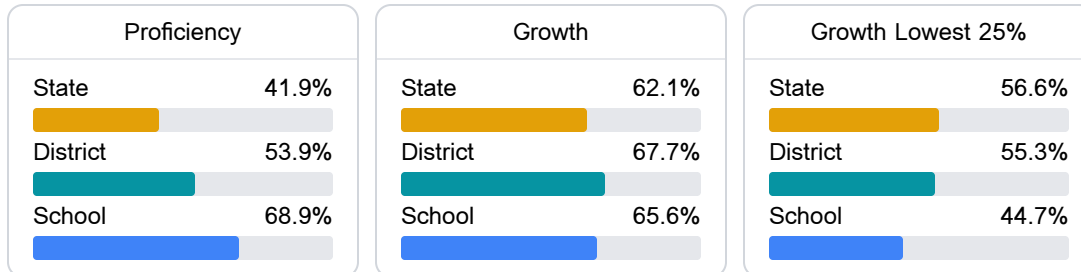 Proficiency
State 41.9%
District 53.9%
School 68.9%
Growth
State 62.1%
District 67.7%
School 65.6%
Growth Lowest 25%
State 56.6%
District 55.3%
School 44.7%